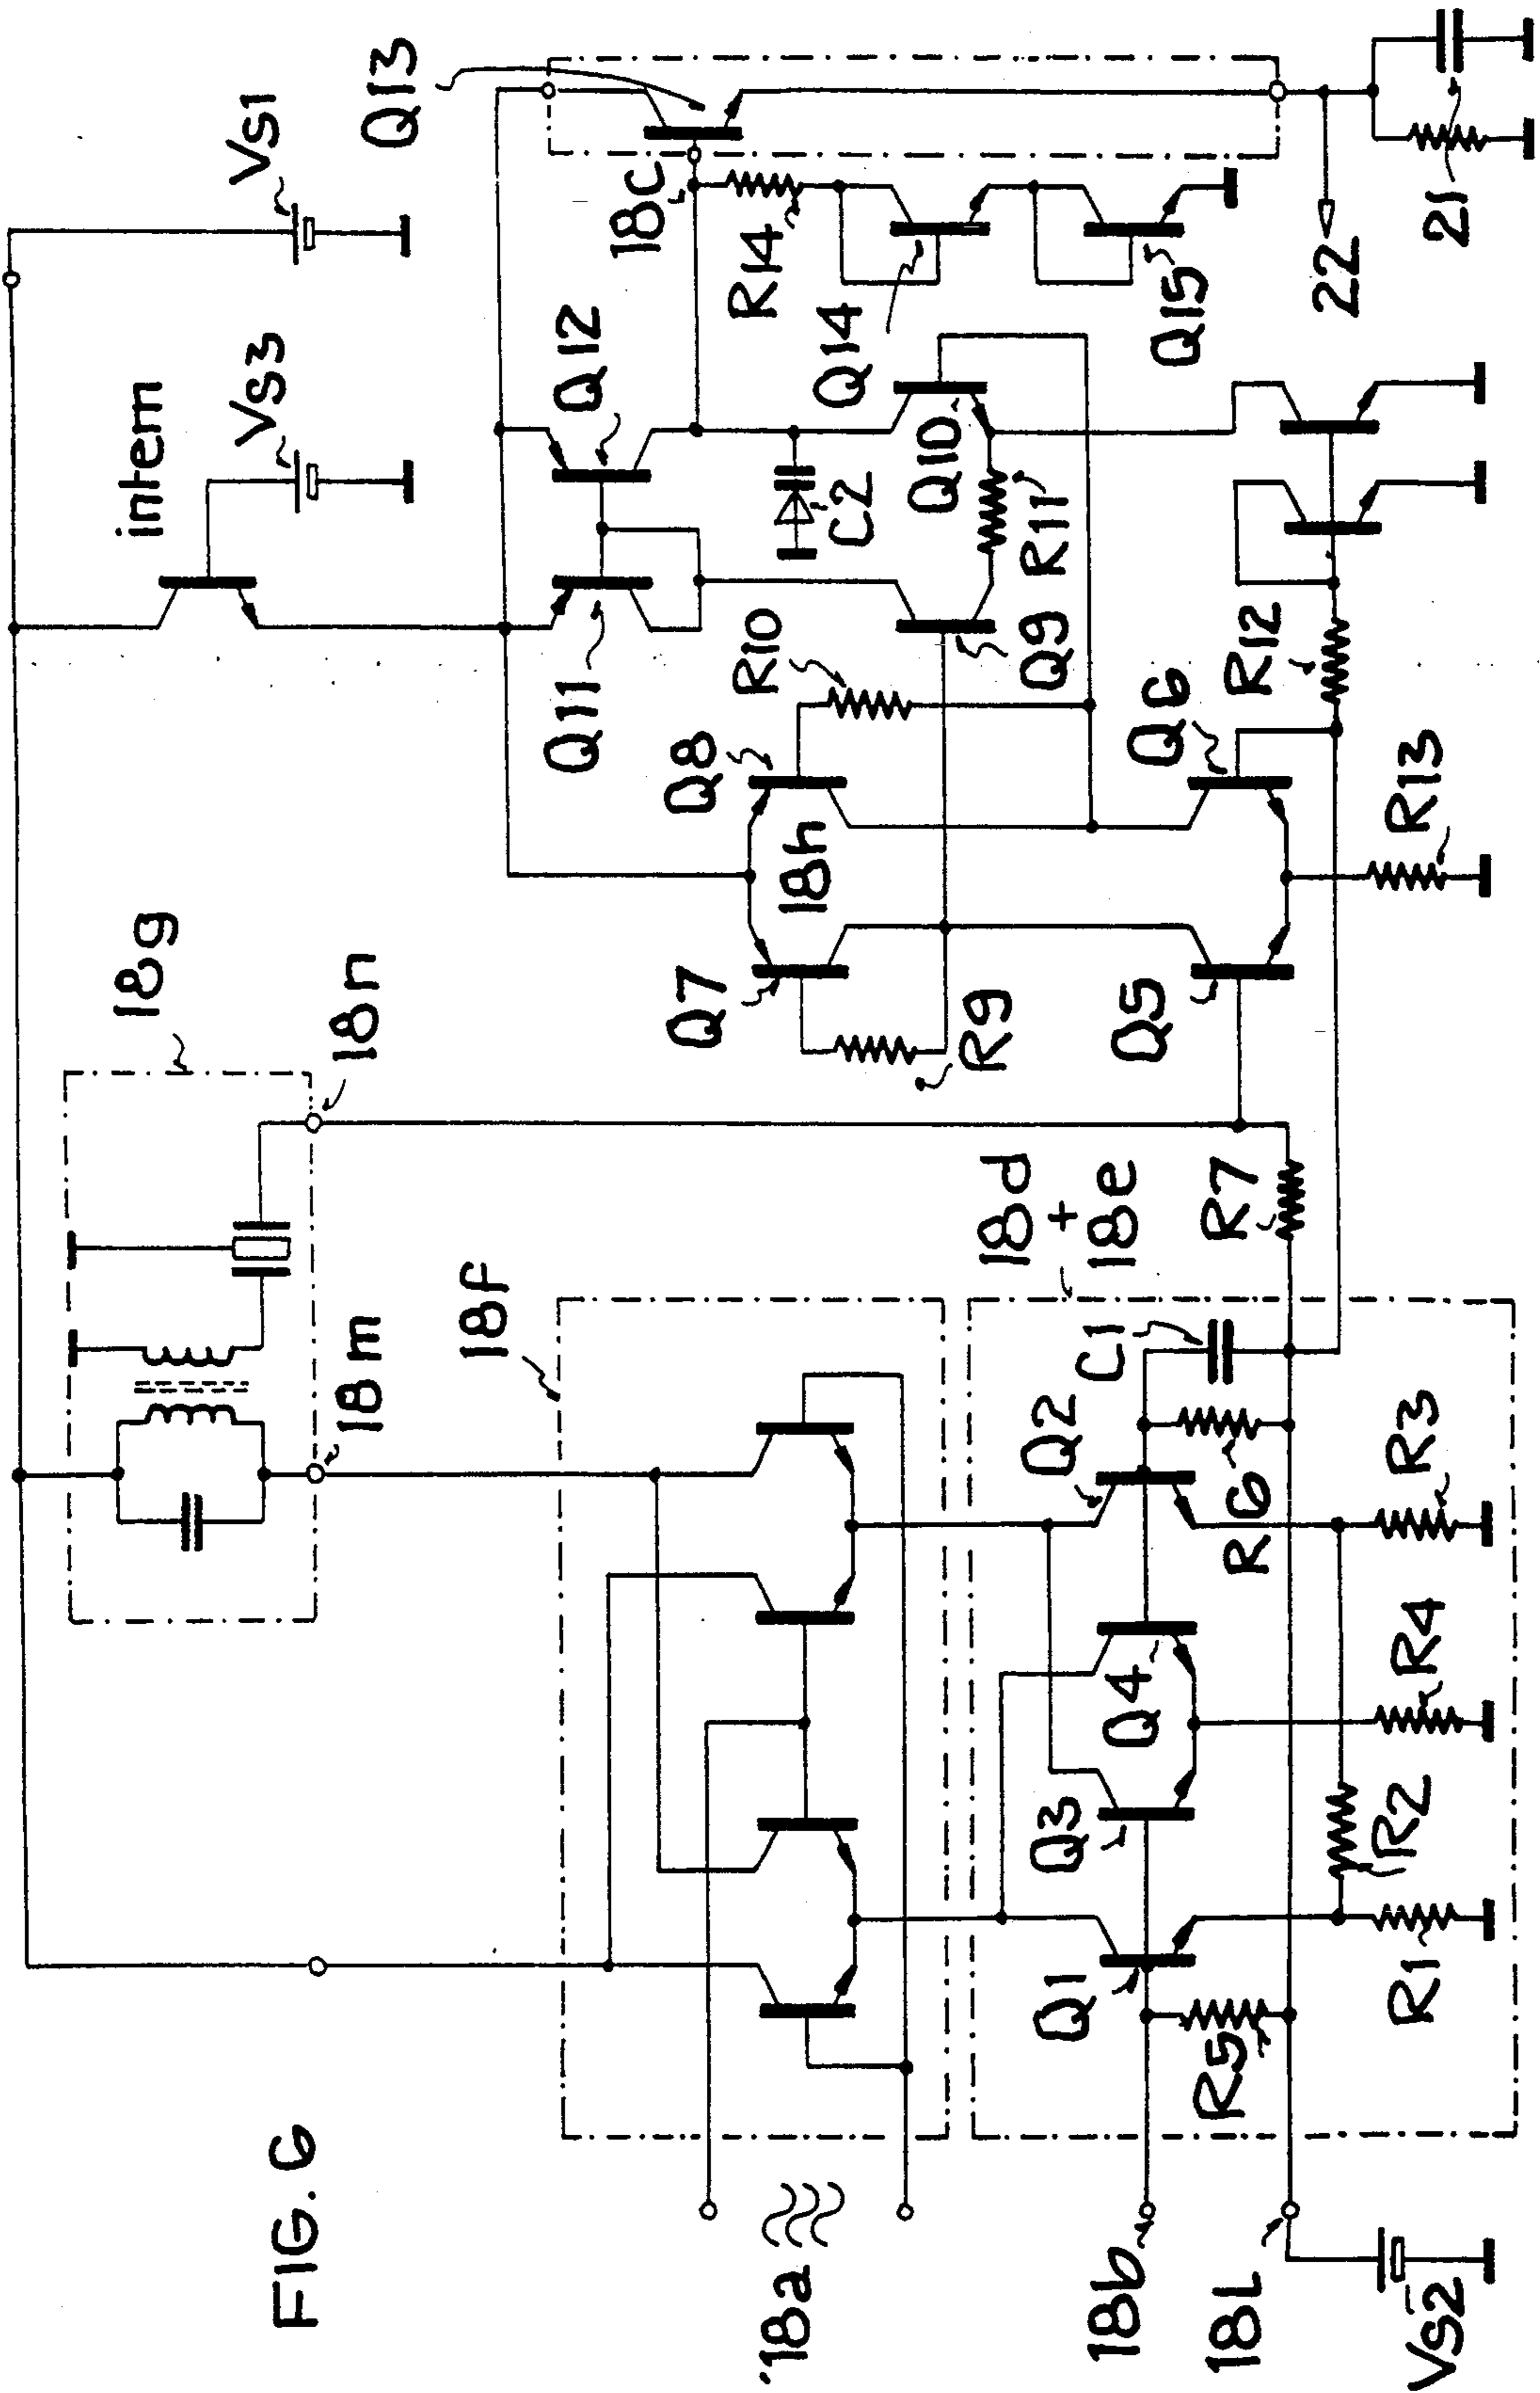 FIG. 6
18g
intem
Vs3
Vs1
18m
18n
Q11
Q12
Q13
18f
Q7
Q8
18h
R10
C2
18c
R14
R9
Q9
R11
Q10
Q14
18a
Q15
18d
+
18e
C1
Q1
Q3
Q4
Q2
Q5
Q6
22
18b
R5
R6
R7
R12
18L
R2
21
R1
R4
R3
R13
Vs2